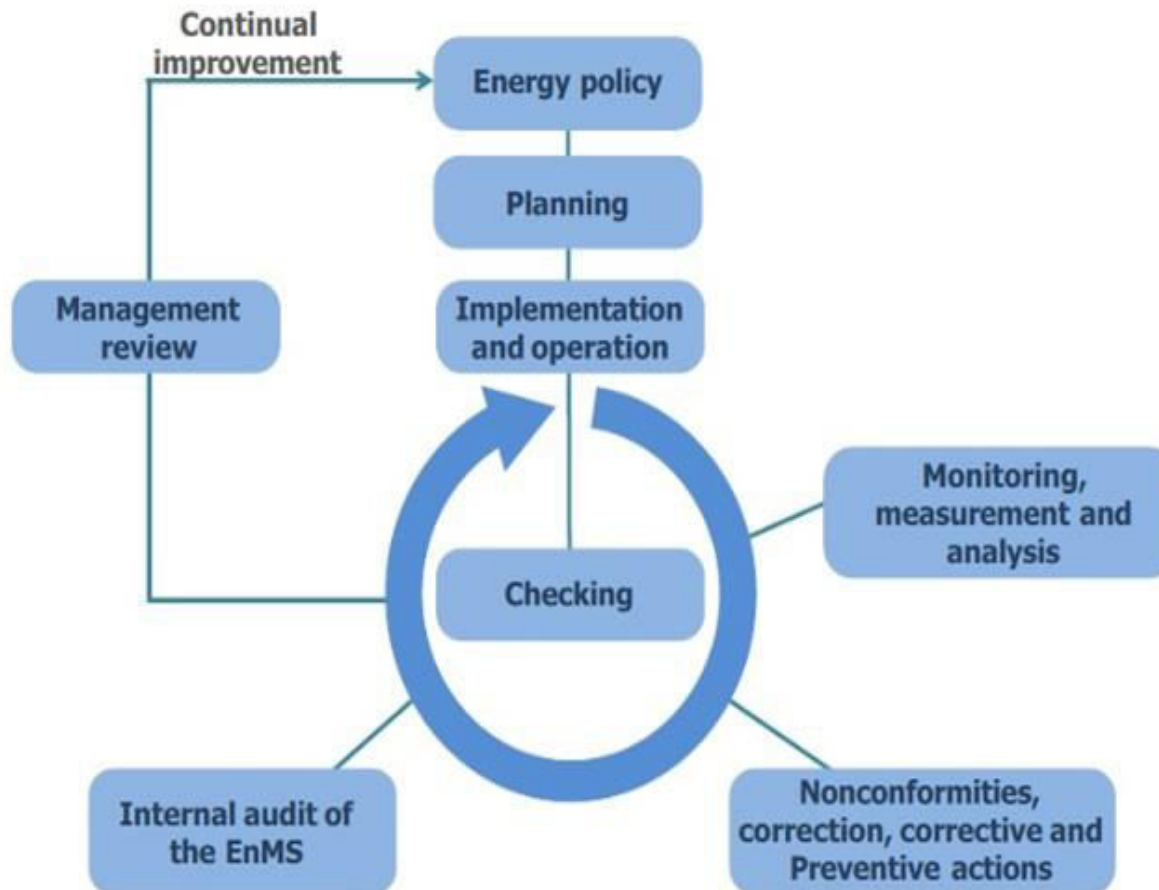 Continual
improvement
Energy policy
Planning
Management
review
Implementation
and operation
Monitoring,
measurement and
analysis
Checking
Internal audit of
the EnMS
Nonconformities,
correction, corrective and
Preventive actions